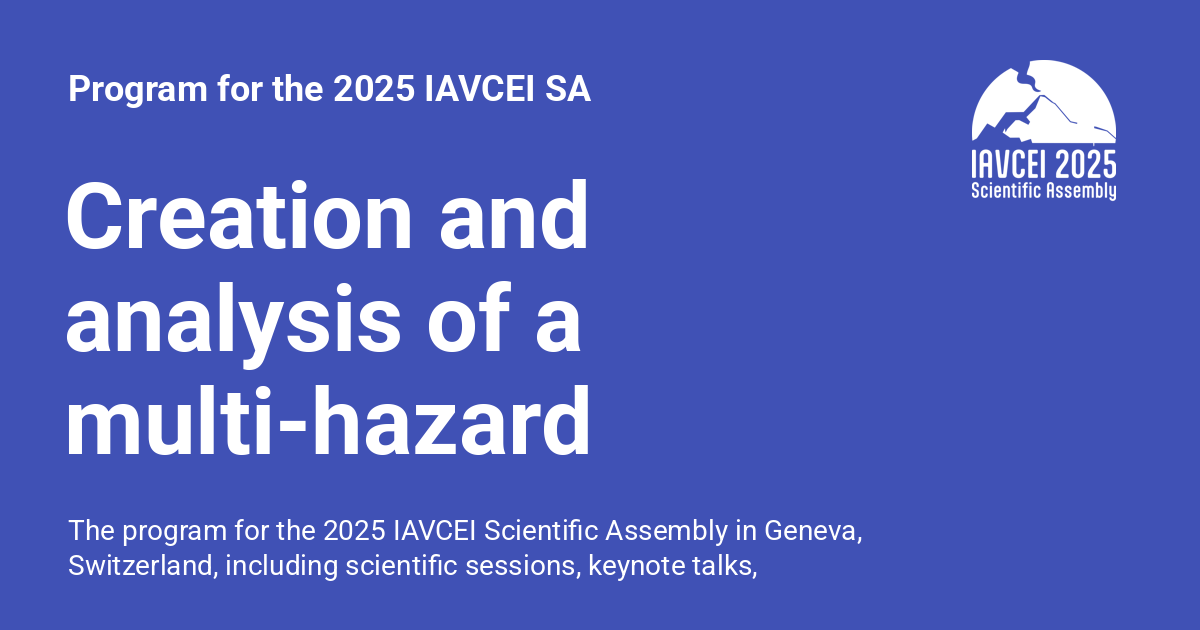 Program for the 2025 IAVCEI SA
IAVCEI 2025
Scientific Assembly
Creation and
analysis of a
multi-hazard
The program for the 2025 IAVCEI Scientific Assembly in Geneva,
Switzerland, including scientific sessions, keynote talks,